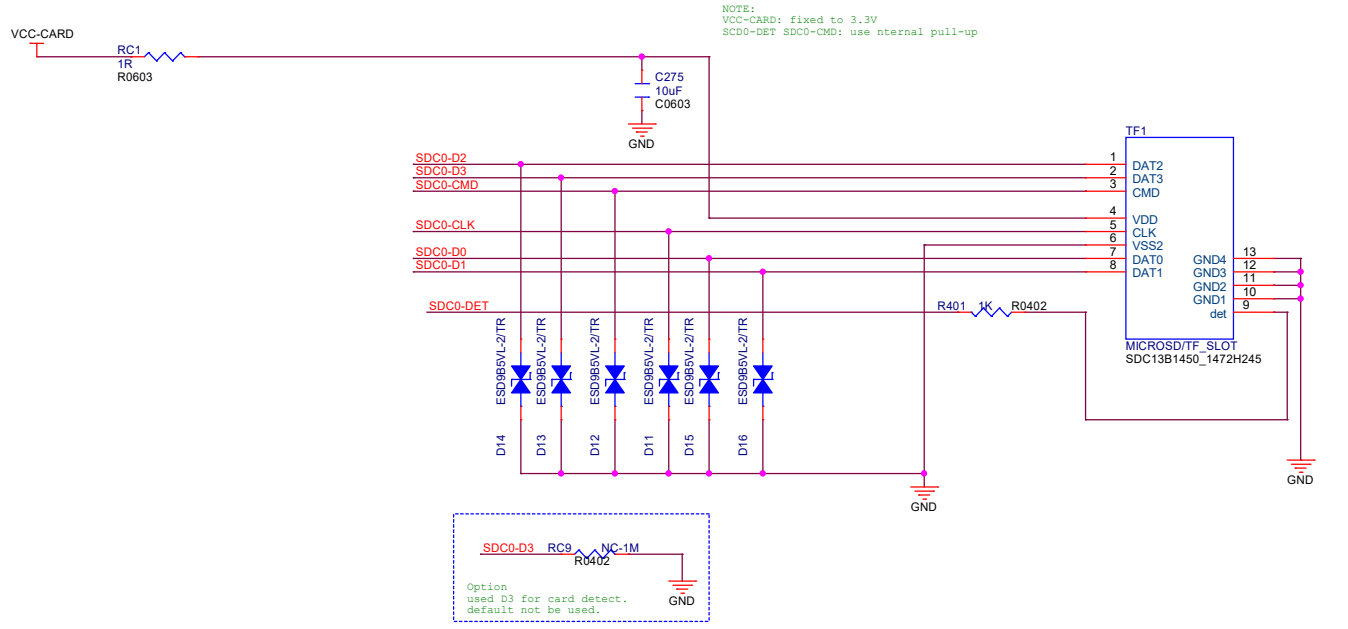 NOTE:
VCC-CARD: fixed to 3.3V
SCD0-DET SDC0-CMD: use nternal pull-up
VCC-CARD
RC1
1R
R0603
C275
10uF
C0603
GND
TF1
SDC0-D2
1
DAT2
SDC0-D3
2
DAT3
SDC0-CMD
3
CMD
4
VDD
SDC0-CLK
5
CLK
6
VSS2
SDC0-D0
7
DAT0
SDC0-D1
8
DAT1
GND4
13
GND3
12
GND2
11
GND1
10
det
9
SDC0-DET
R401
1K
R0402
MICROSD/TF_SLOT
SDC13B1450_1472H245
ESD9B5VL-2/TR
ESD9B5VL-2/TR
ESD9B5VL-2/TR
ESD9B5VL-2/TR
ESD9B5VL-2/TR
ESD9B5VL-2/TR
D14
D13
D12
D11
D15
D16
GND
GND
SDC0-D3
RC9
NC-1M
R0402
GND
Option
used D3 for card detect.
default not be used.